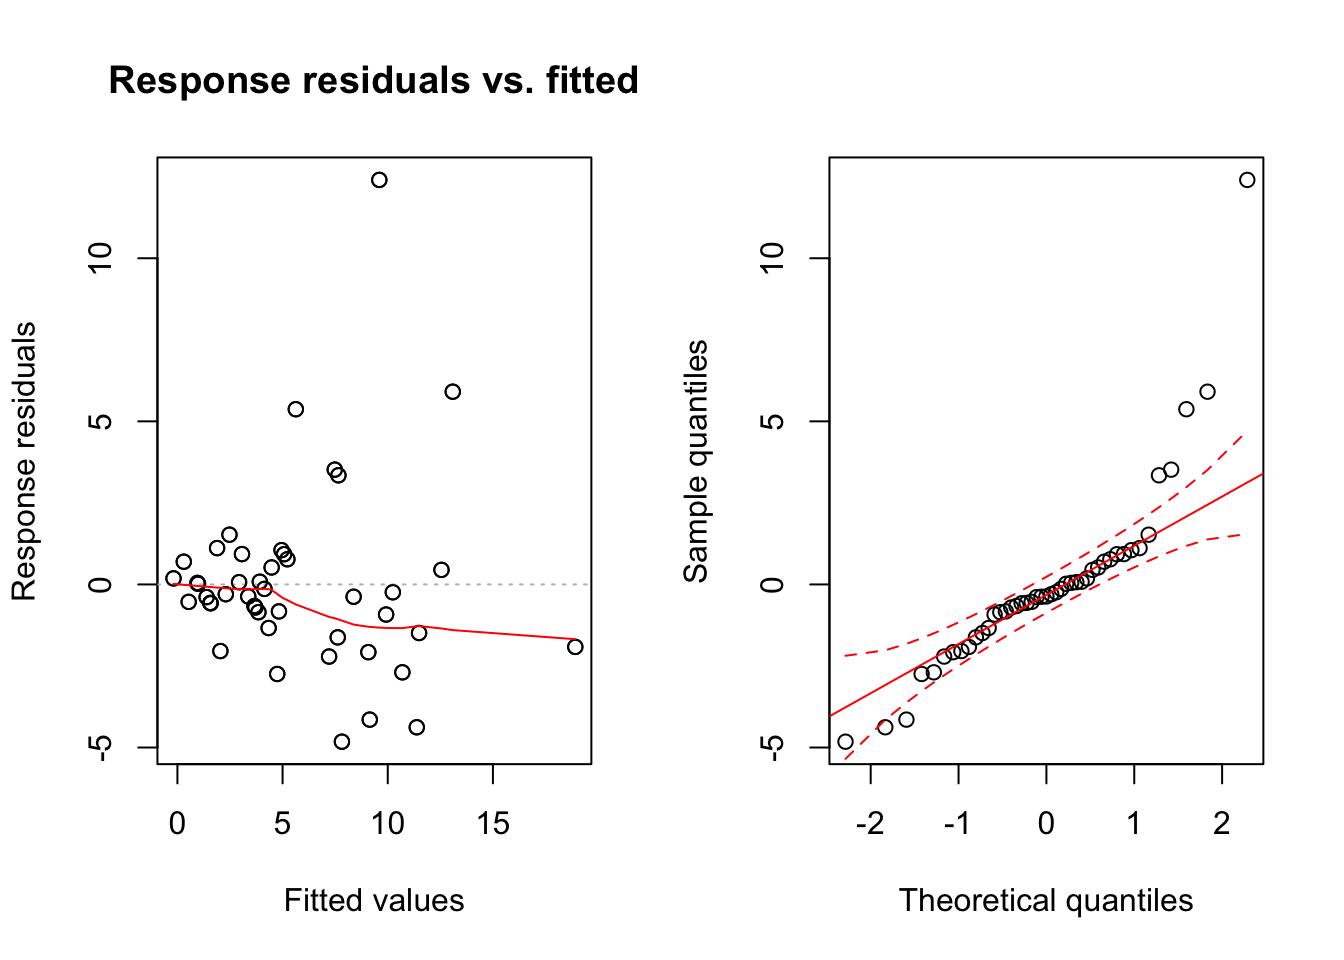 Response residuals vs. fitted
Response residuals
10
5
0
-5
0 5 10 15
Fitted values
Sample quantiles
10
5
0
-5
-2 -1 0 1 2
Theoretical quantiles